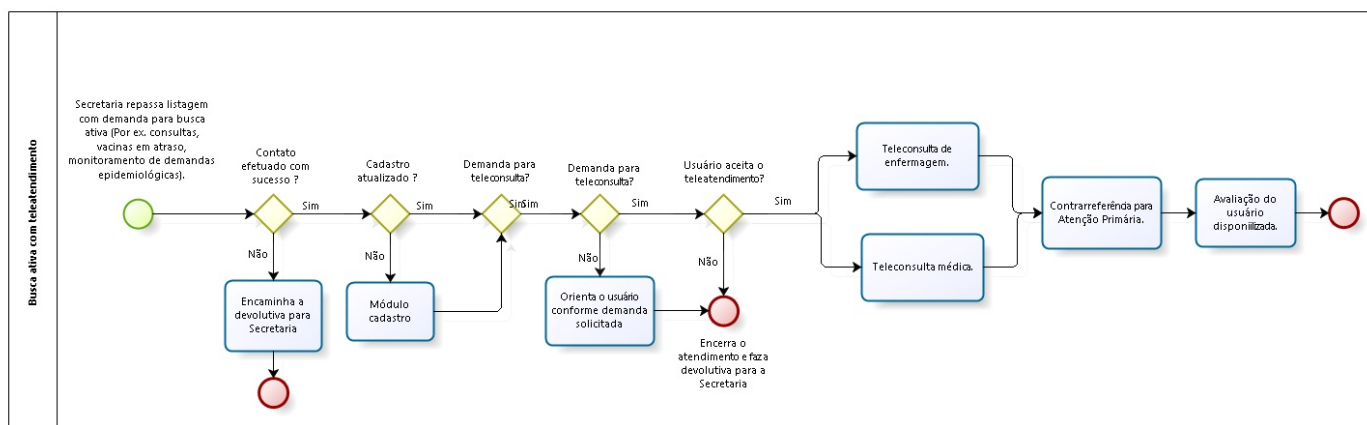 Busca ativa com teleatendimento
Secretaria repassa listagem
com demanda para busca
ativa (Por ex. consultas,
vacinas em atraso,
monitoramento de demandas
epidemiológicas).
Contato
efetuado com
sucesso ?
Sim
Não
Encaminha a
devolutiva para
Secretaria
Cadastro
atualizado ?
Sim
Não
Módulo
cadastro
Demanda para
teleconsulta?
Sim
Sim
Demanda para
teleconsulta?
Sim
Não
Orienta o usuário
conforme demanda
solicitada
Usuário aceita o
teleatendimento?
Sim
Não
Encerra o
atendimento e faza
devolutiva para a
Secretaria
Teleconsulta de
enfermagem.
Teleconsulta médica.
Contrarreferência para
Atenção Primária.
Avaliação do
usuário
disponiilizada.